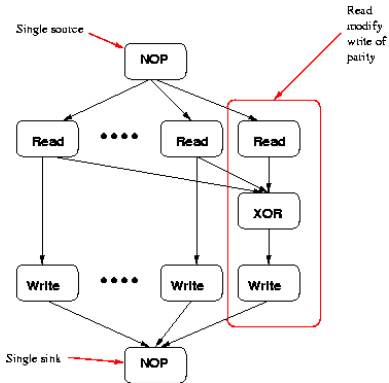 Single source
Read
modify
write of
parity
NOP
Read
Read
Read
XOR
Write
Write
Write
Single sink
NOP